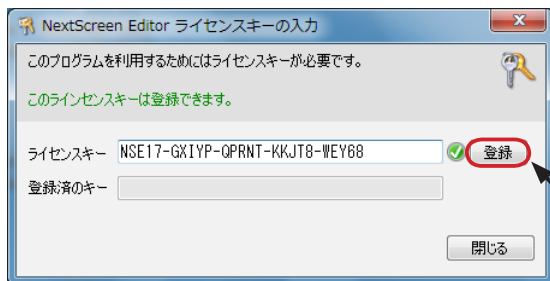 NextScreen Editor ライセンスキーの入力
このプログラムを利用するためにはライセンスキーが必要です。
このラインセンスキーは登録できます。
ライセンスキー NSE17-GXIYP-QPRNT-KKJT8-WEY68 登録
登録済のキー
閉じる